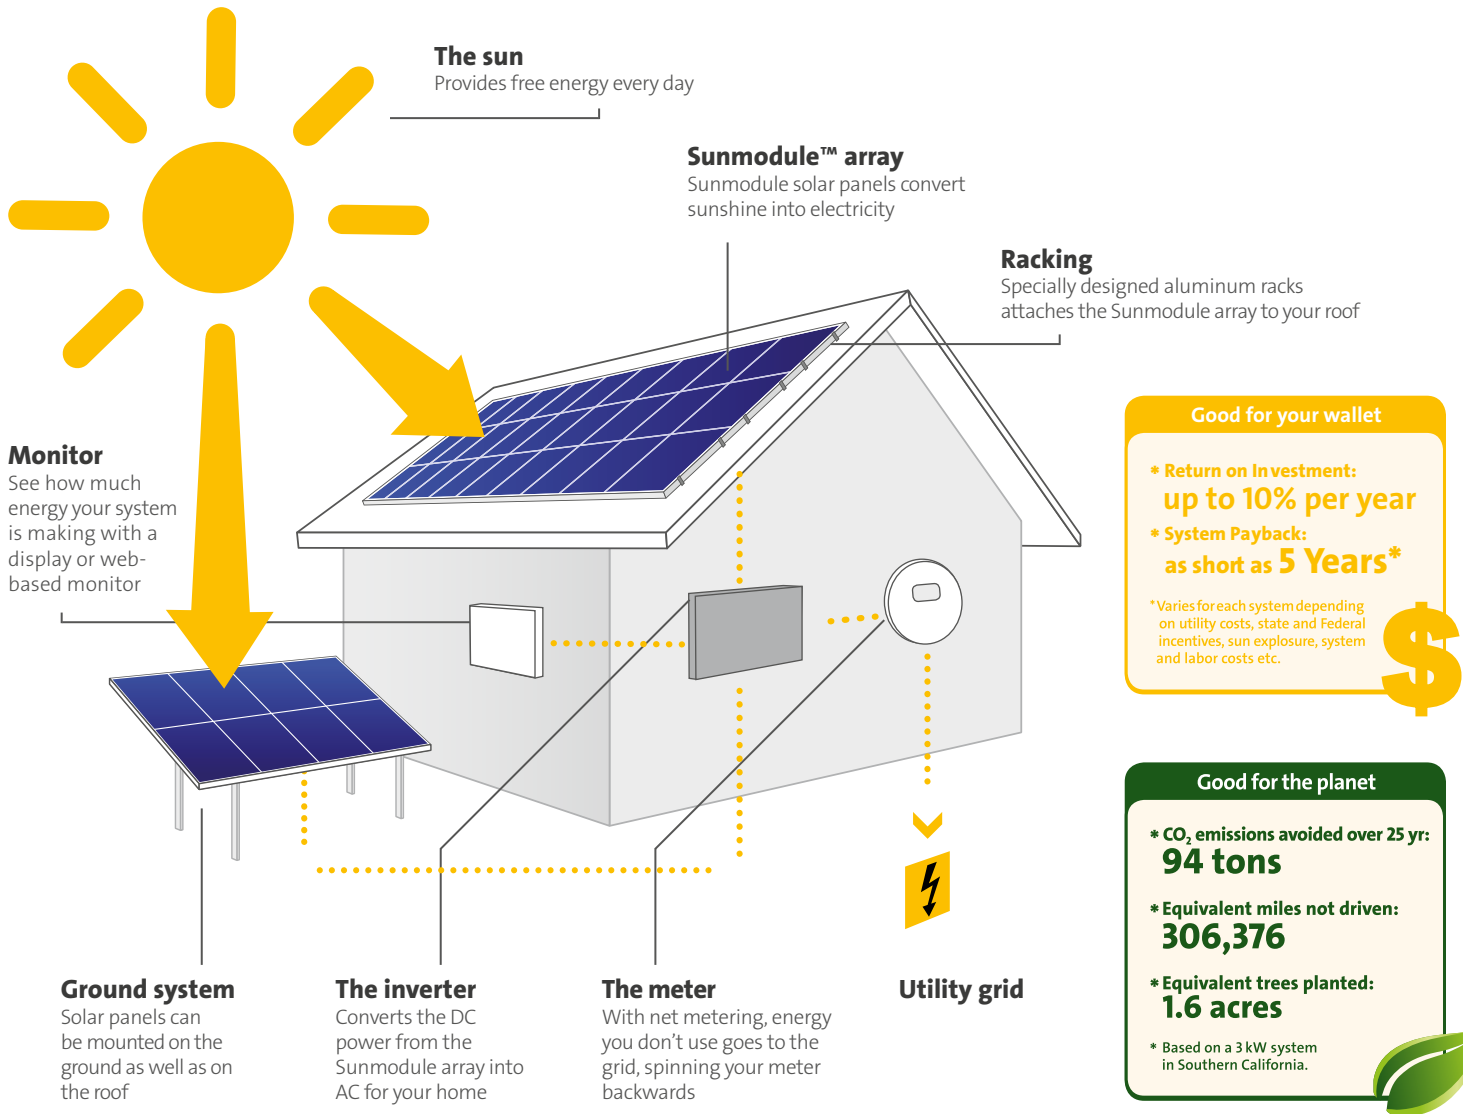 The sun
Provides free energy every day
Sunmodule™ array
Sunmodule solar panels convert
sunshine into electricity
Racking
Specially designed aluminum racks
attaches the Sunmodule array to your roof
Monitor
See how much
energy your system
is making with a
display or web-
based monitor
Good for your wallet
* Return on Investment:
up to 10% per year
* System Payback:
as short as 5 Years*
*Varies for each system depending
on utility costs, state and Federal
incentives, sun explosure, system
and labor costs etc.
$
Good for the planet
* CO₂ emissions avoided over 25 yr:
94 tons
* Equivalent miles not driven:
306,376
* Equivalent trees planted:
1.6 acres
* Based on a 3 kW system
in Southern California.
Ground system
Solar panels can
be mounted on the
ground as well as on
the roof
The inverter
Converts the DC
power from the
Sunmodule array into
AC for your home
The meter
With net metering, energy
you don't use goes to the
grid, spinning your meter
backwards
Utility grid